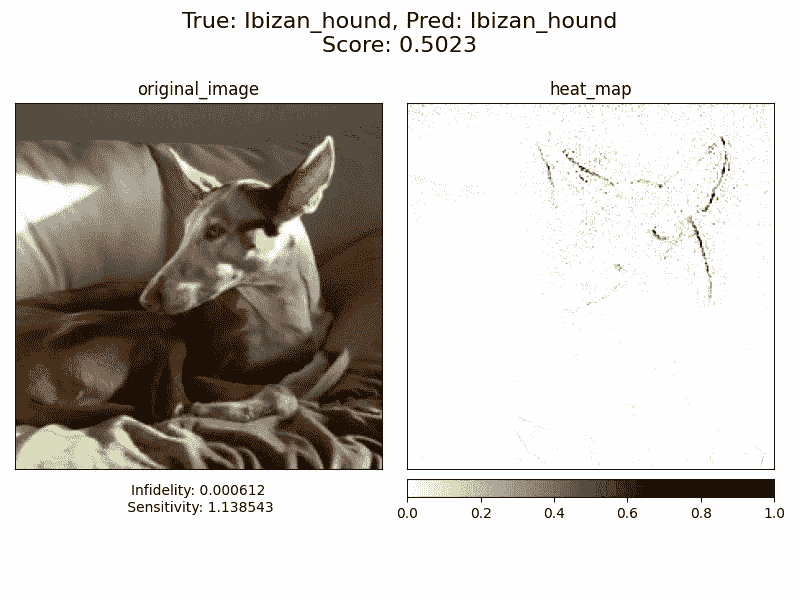 True: Ibizan_hound, Pred: Ibizan_hound
Score: 0.5023
original_image
heat_map
Infidelity: 0.000612
Sensitivity: 1.138543
0.0 0.2 0.4 0.6 0.8 1.0